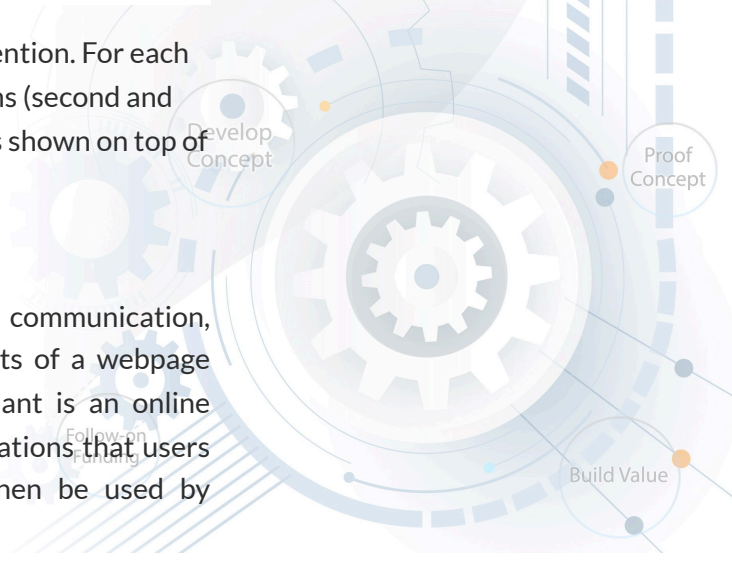 ention. For each
ns (second and
s shown on top of
Develop
Concept
Proof
Concept
communication,
ts of a webpage
ant is an online
ations that users
hen be used by
Follow-on
Funding
Build Value